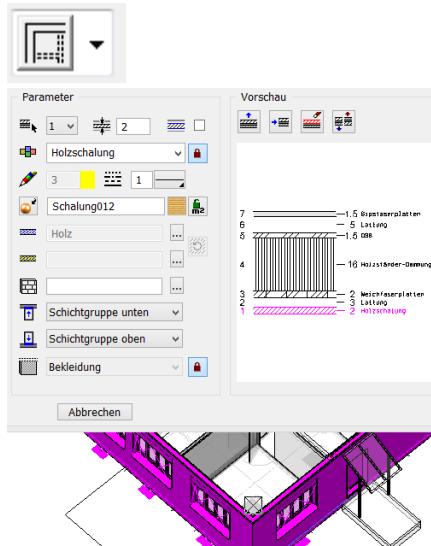 Parameter
1
2
Holzschalung
3
1
Schalung012
m2
Holz
...
...
...
Schichtgruppe unten
Schichtgruppe oben
Bekleidung
Abbrechen
Vorschau
7 1.5 Gipsfaserplatten
6 5 Lattung
5 1.5 OSB
4 16 Holzständer-Dämmung
3 2 Weichfaserplatten
2 3 Lattung
1 2 Holzschalung